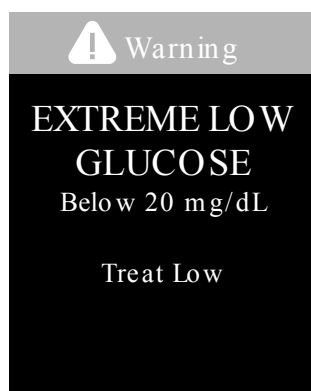 Warning
EXTREME LOW
GLUCOSE
Below 20 mg/dL
Treat Low